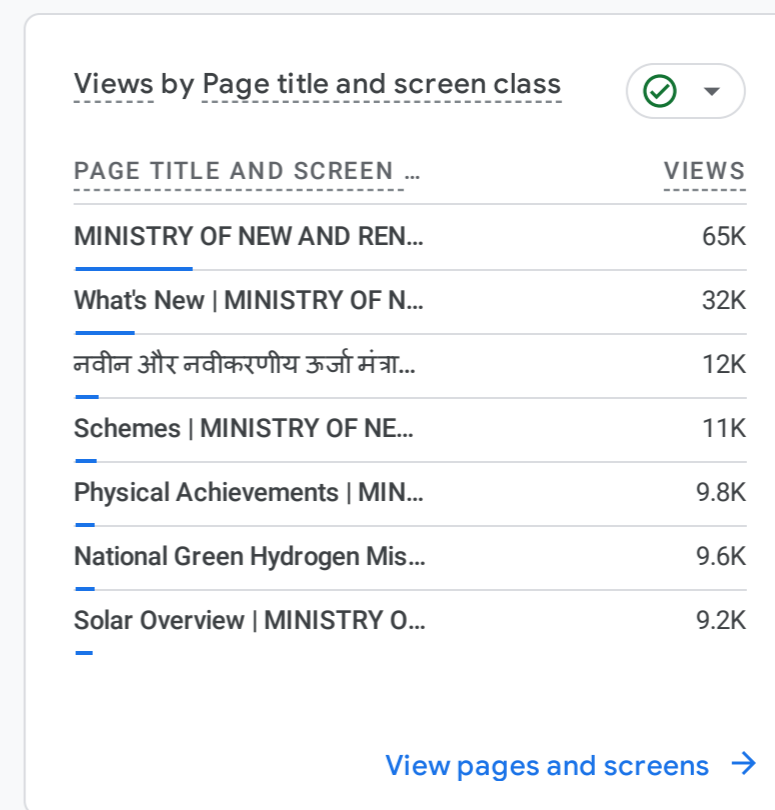 Views by Page title and screen class
PAGE TITLE AND SCREEN ... VIEWS
MINISTRY OF NEW AND REN... 65K
What's New | MINISTRY OF N... 32K
नवीन और नवीकरणीय ऊर्जा मंत्रा... 12K
Schemes | MINISTRY OF NE... 11K
Physical Achievements | MIN... 9.8K
National Green Hydrogen Mis... 9.6K
Solar Overview | MINISTRY O... 9.2K
View pages and screens